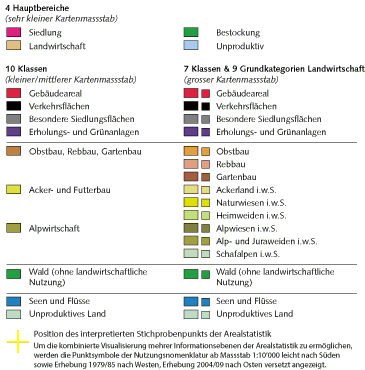 4 Hauptbereiche
(sehr kleiner Kartenmassstab)
Siedlung
Bestockung
Landwirtschaft
Unproduktiv
10 Klassen
(kleiner/mittlerer Kartenmassstab)
Gebäudeareal
Verkehrsflächen
Besondere Siedlungsflächen
Erholungs- und Grünanlagen
Obstbau, Rebbau, Gartenbau
Acker- und Futterbau
Alpwirtschaft
Wald (ohne landwirtschaftliche
Nutzung)
Seen und Flüsse
Unproduktives Land
7 Klassen & 9 Grundkategorien Landwirtschaft
(grosser Kartenmassstab)
Gebäudeareal
Verkehrsflächen
Besondere Siedlungsflächen
Erholungs- und Grünanlagen
Obstbau
Rebbau
Gartenbau
Ackerland i.w.S.
Naturwiesen i.w.S.
Heimweiden i.w.S.
Alpwiesen i.w.S.
Alp- und Juraweiden i.w.S.
Schafalpen i.w.S.
Wald (ohne landwirtschaftliche
Nutzung)
Seen und Flüsse
Unproduktives Land
Position des interpretierten Stichprobenpunkts der Arealstatistik
Um die kombinierte Visualisierung mehrer Informationsebenen der Arealstatistik zu ermöglichen,
werden die Punktsymbole der Nutzungsnomenklatur ab Massstab 1:10'000 leicht nach Süden
sowie Erhebung 1979/85 nach Westen, Erhebung 2004/09 nach Osten versetzt angezeigt.